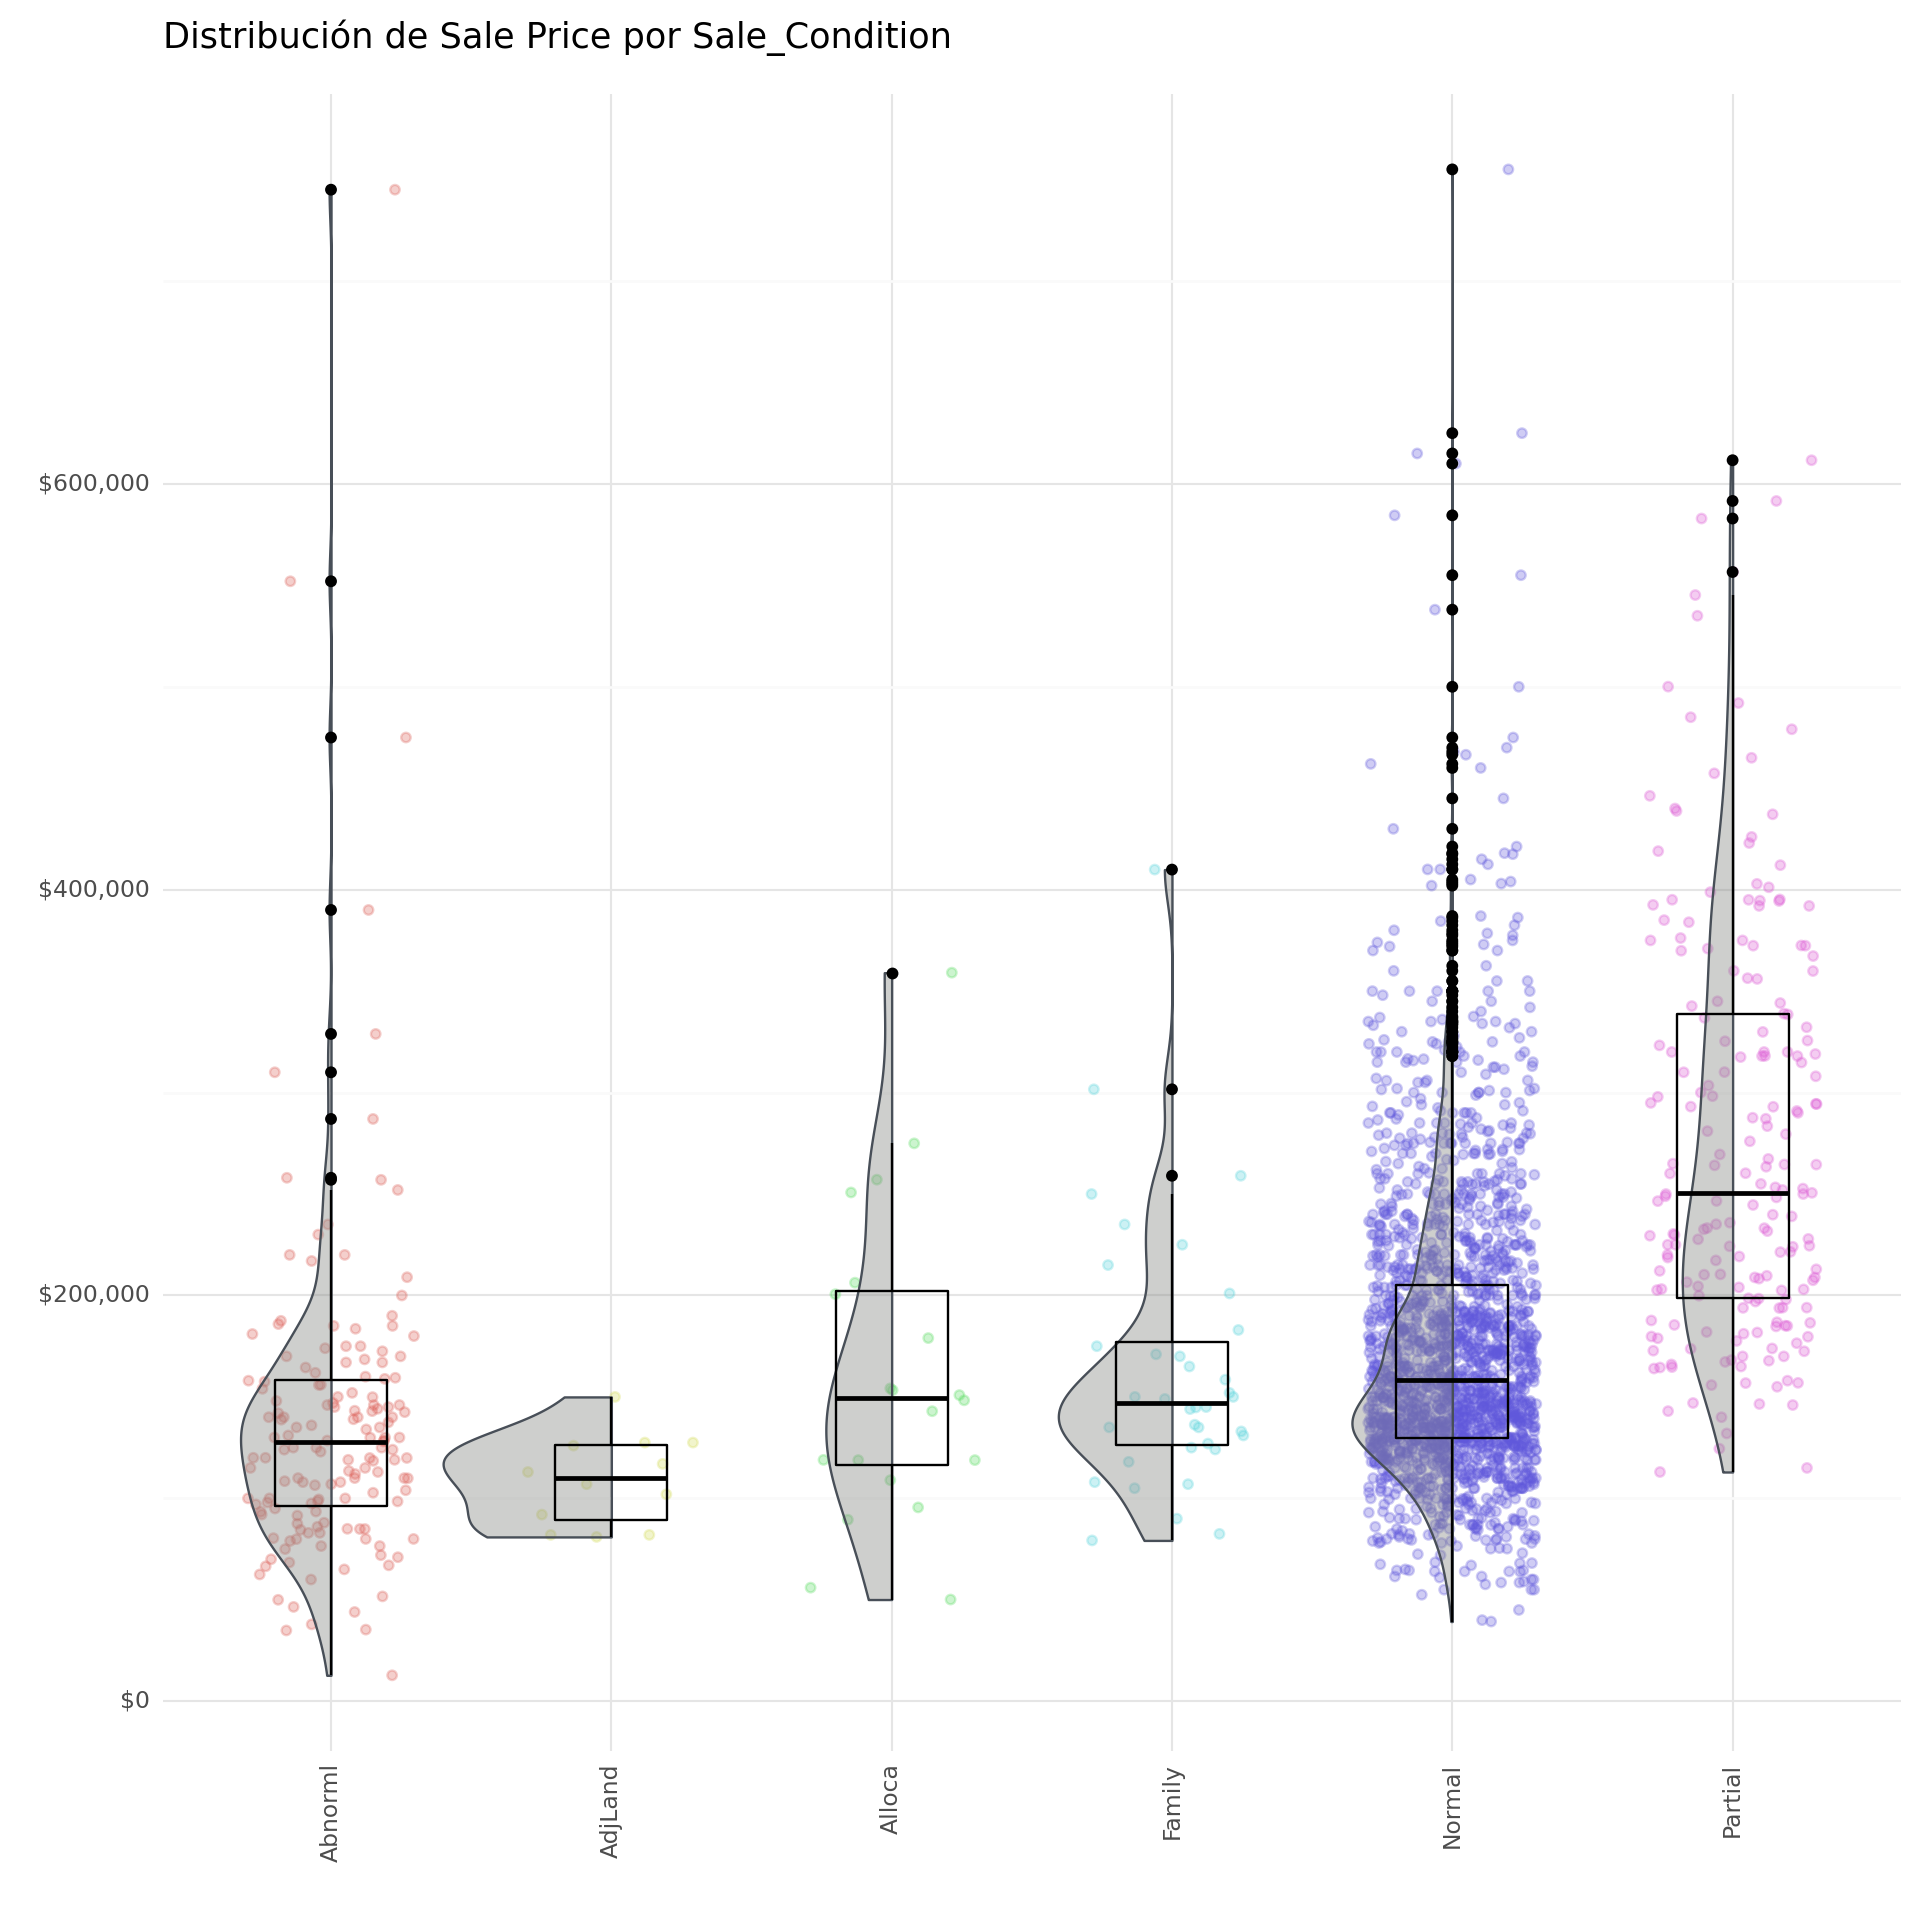 Distribución de Sale Price por Sale_Condition
$600,000
$400,000
$200,000
$0
Abnorml
AdjLand
Alloca
Family
Normal
Partial